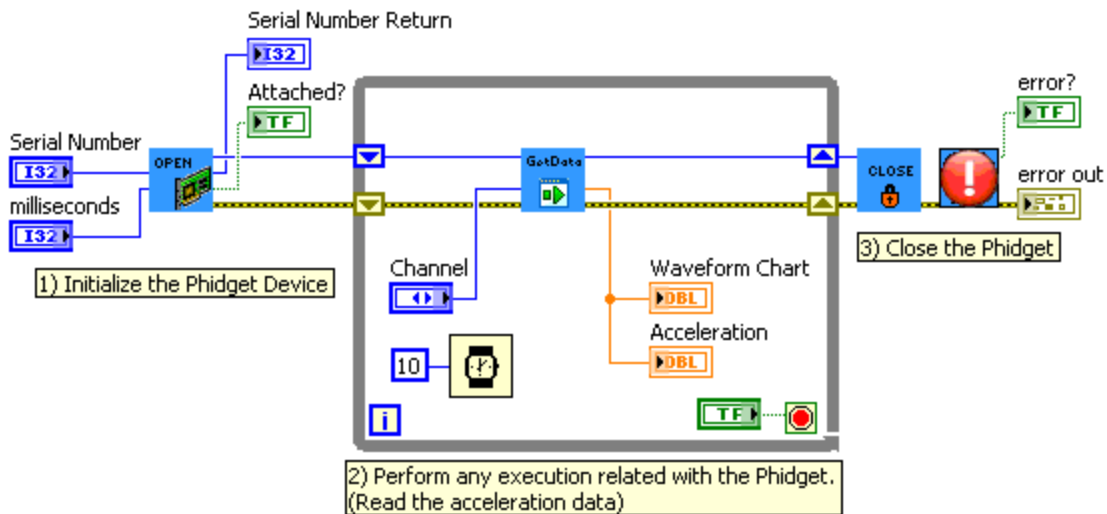 Serial Number Return
I32
Attached?
TF
Serial Number
I32
OPEN
milliseconds
I32
1) Initialize the Phidget Device
GetData
Channel
10
i
Waveform Chart
DBL
Acceleration
DBL
TF
2) Perform any execution related with the Phidget.
(Read the acceleration data)
CLOSE
!
error?
TF
error out
3) Close the Phidget